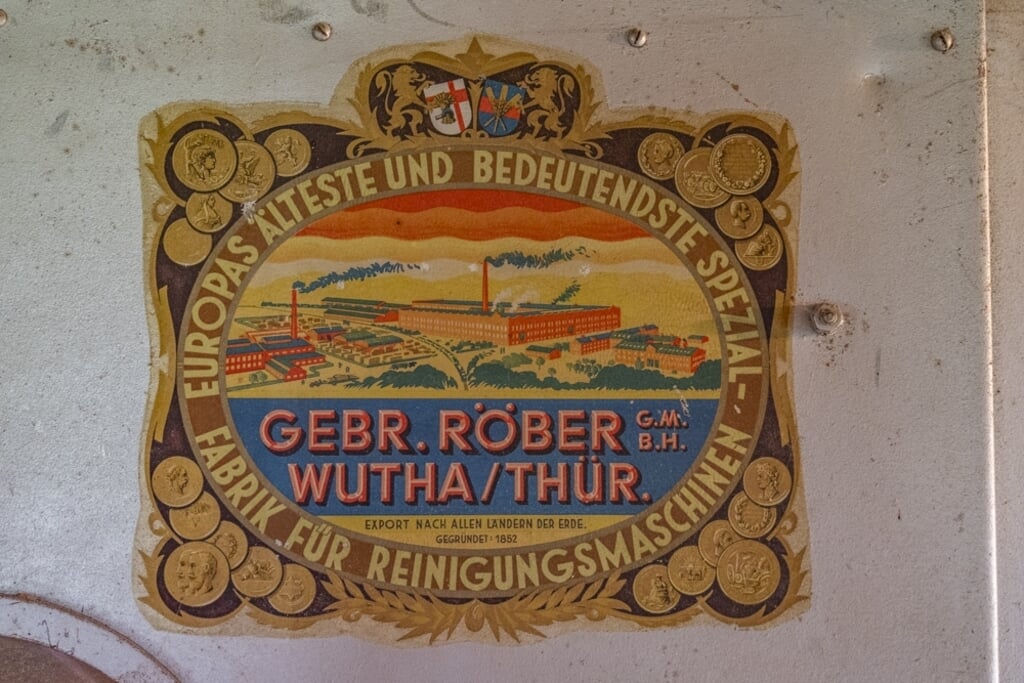 EUROPAS ÄLTESTE UND BEDEUTENDSTE SPEZIAL-
FABRIK FÜR REINIGUNGSMASCHINEN
GEBR. RÖBER G.M.
B.H.
WUTHA/THÜR.
EXPORT NACH ALLEN LÄNDERN DER ERDE.
GEGRÜNDET: 1852